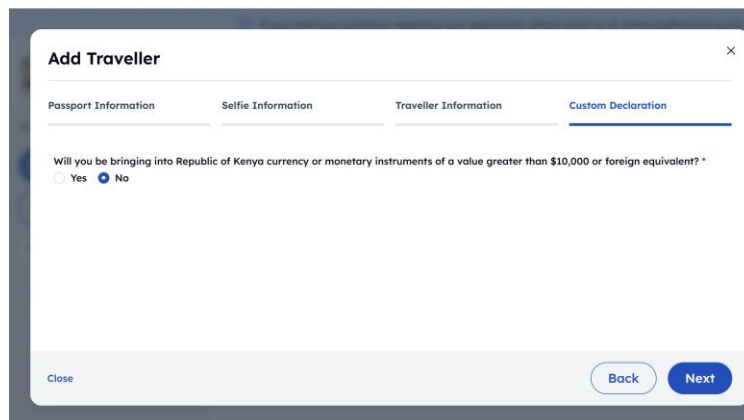 Add Traveller
Passport Information
Selfie Information
Traveller Information
Custom Declaration
Will you be bringing into Republic of Kenya currency or monetary instruments of a value greater than $10,000 or foreign equivalent? *
Yes No
Close
Back
Next